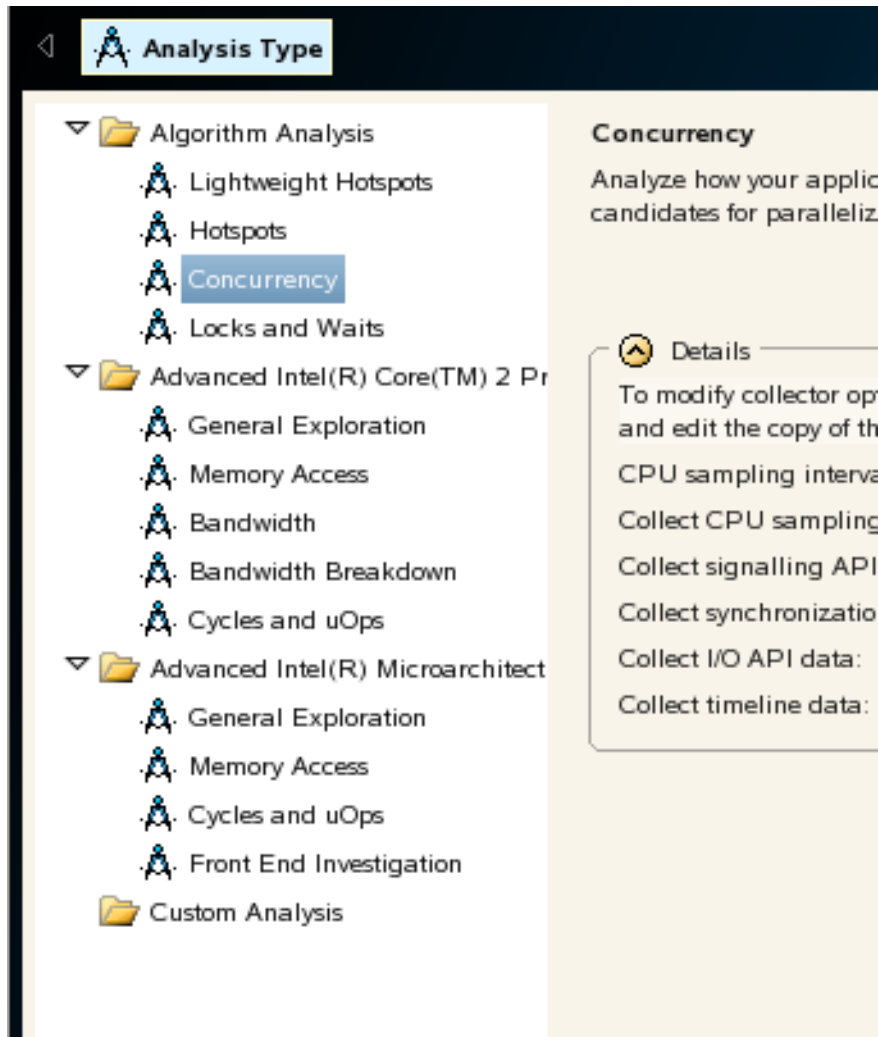 Analysis Type
Algorithm Analysis
Lightweight Hotspots
Hotspots
Concurrency
Locks and Waits
Advanced Intel(R) Core(TM) 2 Pr
General Exploration
Memory Access
Bandwidth
Bandwidth Breakdown
Cycles and uOps
Advanced Intel(R) Microarchitect
General Exploration
Memory Access
Cycles and uOps
Front End Investigation
Custom Analysis
Concurrency
Analyze how your applic
candidates for paralleliz
Details
To modify collector op
and edit the copy of th
CPU sampling interva
Collect CPU sampling
Collect signalling API
Collect synchronizatio
Collect I/O API data:
Collect timeline data: